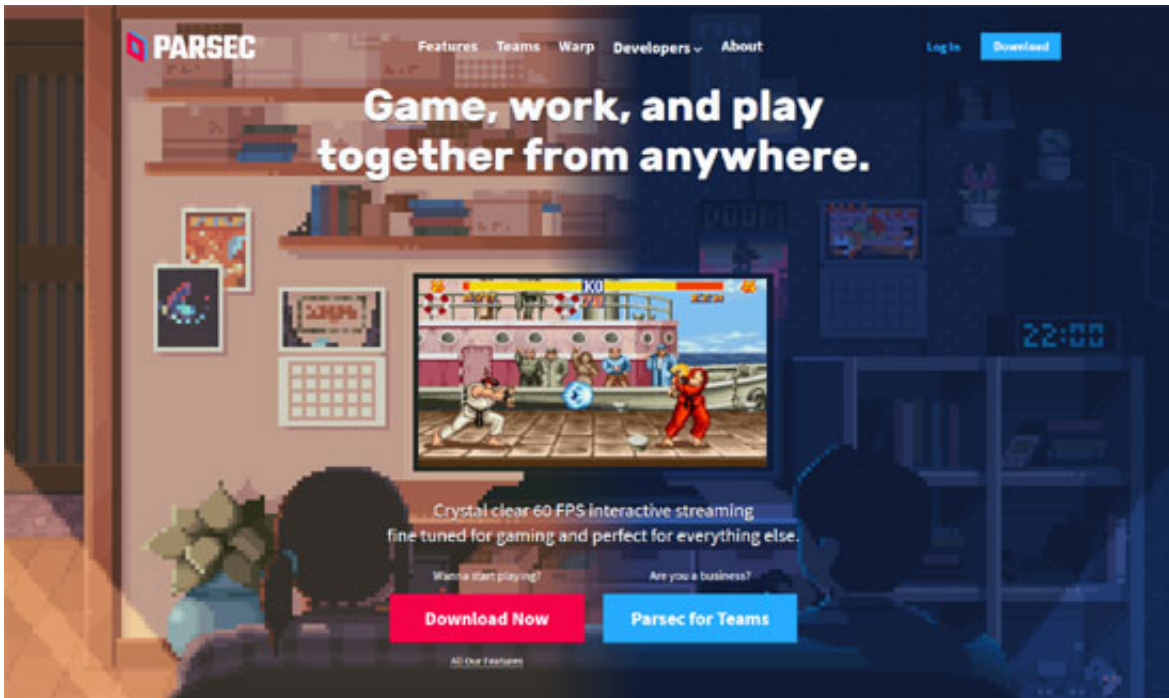 PARSEC
Features Teams Warp Developers About
Log In Download
Game, work, and play
together from anywhere.
DOOM
KO
KEN
22:00
Crystal clear 60 FPS interactive streaming
fine tuned for gaming and perfect for everything else.
Wanna start playing? Are you a business?
Download Now Parsec for Teams
All Our Features